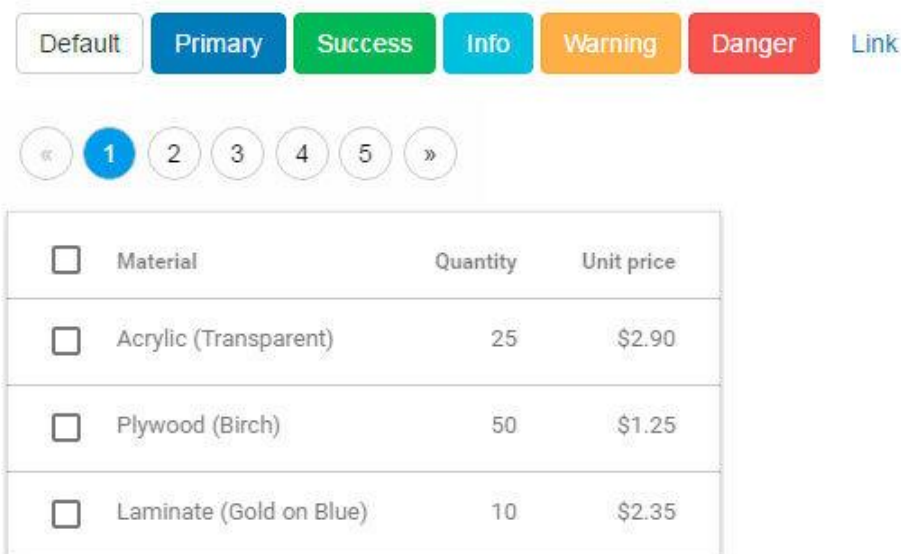 Default Primary Success Info Warning Danger Link
« 1 2 3 4 5 »
Material Quantity Unit price
Acrylic (Transparent) 25 $2.90
Plywood (Birch) 50 $1.25
Laminate (Gold on Blue) 10 $2.35